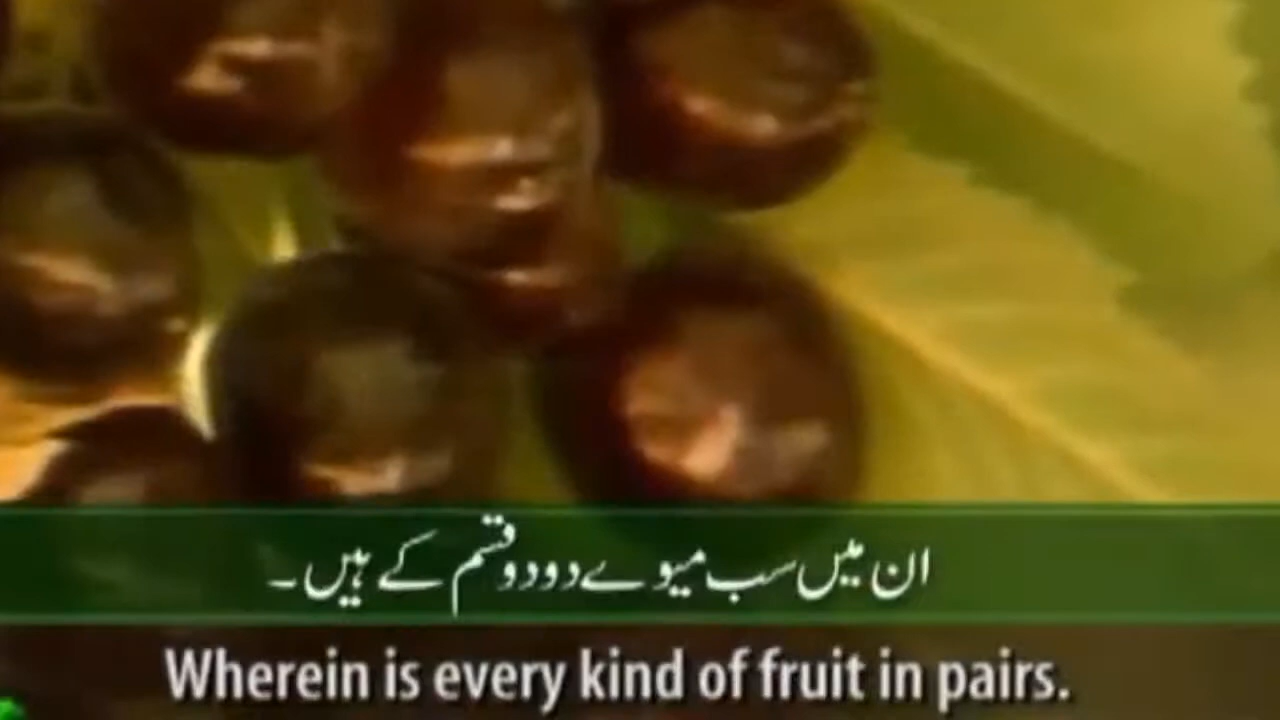 ان میں سب میوے دو دو قسم کے ہیں۔
Wherein is every kind of fruit in pairs.